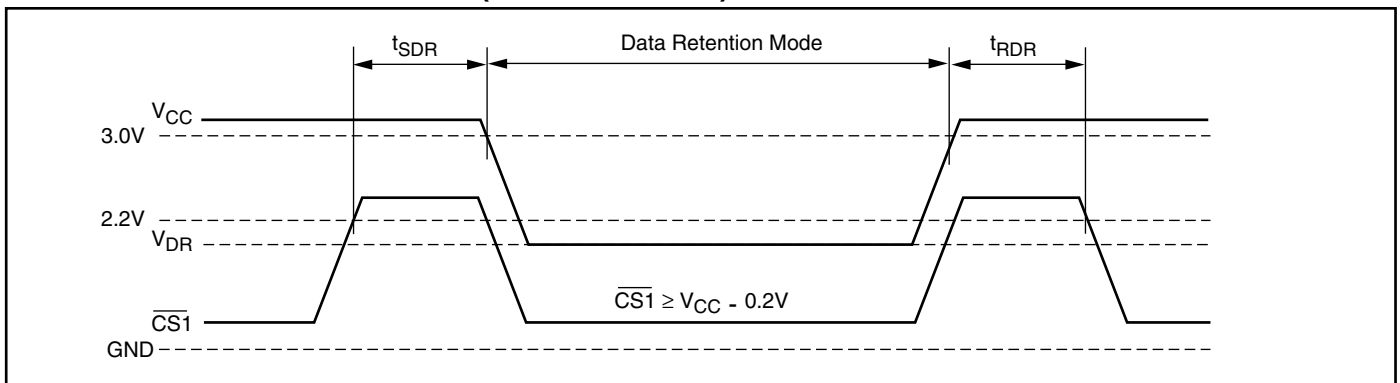 tSDR Data Retention Mode tRDR
VCC
3.0V
2.2V
VDR
CS1 ≥ VCC - 0.2V
CS1
GND